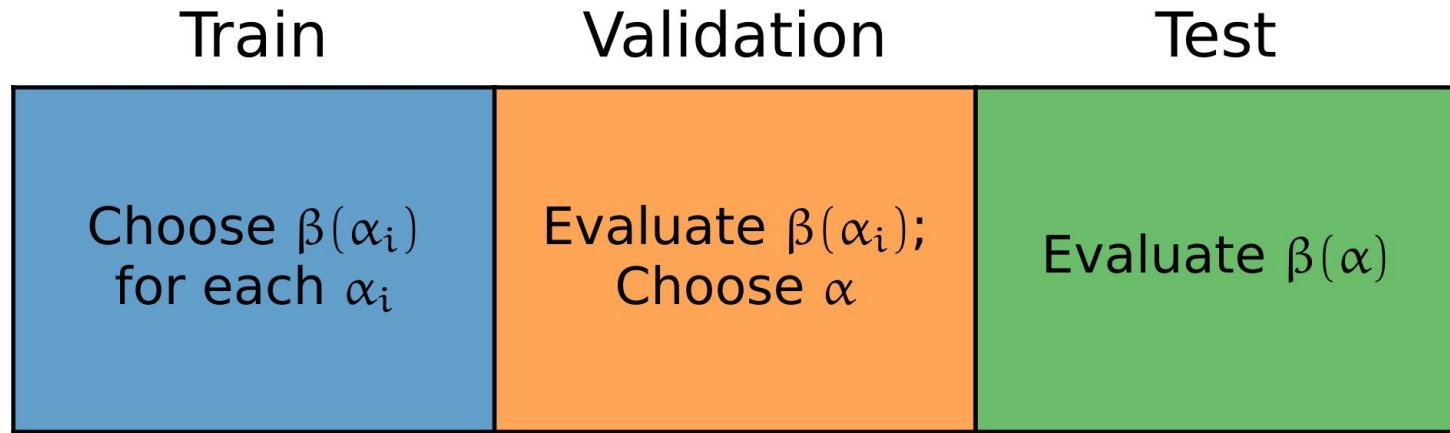 Train
Validation
Test
Choose β(αᵢ)
for each αᵢ
Evaluate β(αᵢ);
Choose α
Evaluate β(α)